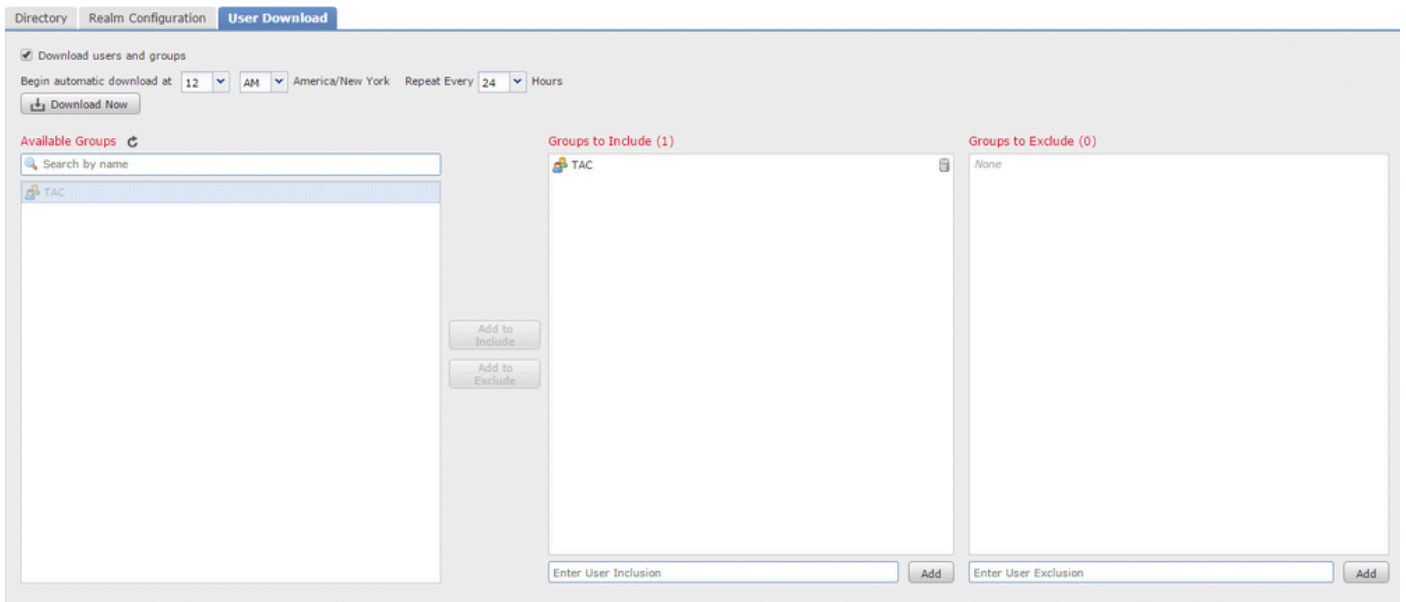 Directory Realm Configuration User Download
Download users and groups
Begin automatic download at 12 AM America/New York Repeat Every 24 Hours
Download Now
Available Groups
Search by name
TAC
Add to
Include
Add to
Exclude
Groups to Include (1)
TAC
Enter User Inclusion Add
Groups to Exclude (0)
None
Enter User Exclusion Add